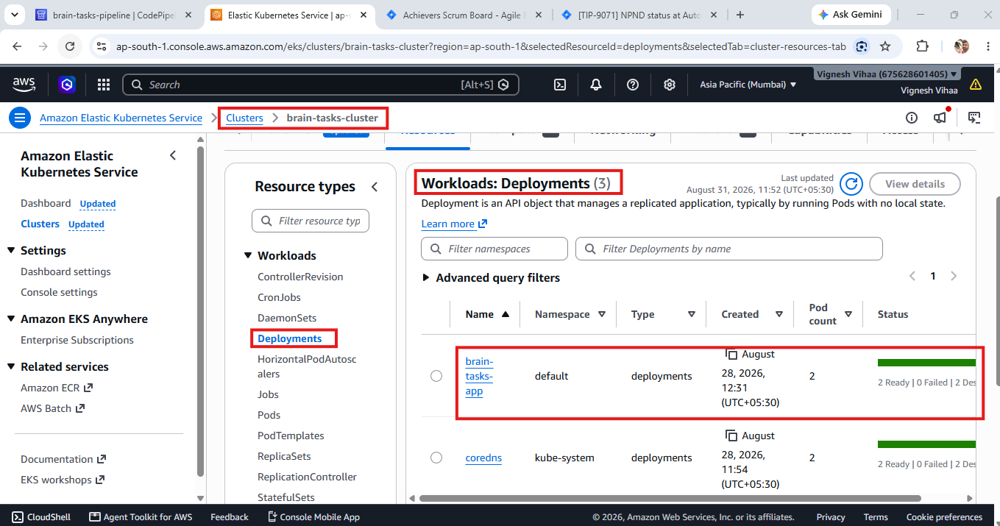 brain-tasks-pipeline | CodePipel
Elastic Kubernetes Service | ap-s
Achievers Scrum Board - Agile B
[TIP-9071] NPND status at Auto
Ask Gemini
ap-south-1.console.aws.amazon.com/eks/clusters/brain-tasks-cluster?region=ap-south-1&selectedResourceId=deployments&selectedTab=cluster-resources-tab
aws
Search
[Alt+S]
Asia Pacific (Mumbai)
Vignesh Vihaa (675628601405)
Vignesh Vihaa
Amazon Elastic Kubernetes Service
Clusters
brain-tasks-cluster
Amazon Elastic
Kubernetes Service
Dashboard Updated
Clusters Updated
Settings
Dashboard settings
Console settings
Amazon EKS Anywhere
Enterprise Subscriptions
Related services
Amazon ECR
AWS Batch
Documentation
EKS workshops
Resource types
Filter resource typ
Workloads
ControllerRevision
CronJobs
DaemonSets
Deployments
HorizontalPodAutosc
alers
Jobs
Pods
PodTemplates
ReplicaSets
ReplicationController
StatefulSets
Workloads: Deployments (3)
Last updated
August 31, 2026, 11:52 (UTC+05:30)
View details
Deployment is an API object that manages a replicated application, typically by running Pods with no local state.
Learn more
Filter namespaces
Filter Deployments by name
Advanced query filters
1
Name
Namespace
Type
Created
Pod
count
Status
brain-
tasks-
app
default
deployments
August
28, 2026,
12:31
(UTC+05:30)
2
2 Ready | 0 Failed | 2 Des
coredns
kube-system
deployments
August
28, 2026,
11:54
(UTC+05:30)
2
2 Ready | 0 Failed | 2 Des
CloudShell
Agent Toolkit for AWS
Feedback
Console Mobile App
© 2026, Amazon Web Services, Inc. or its affiliates.
Privacy
Terms
Cookie preferences